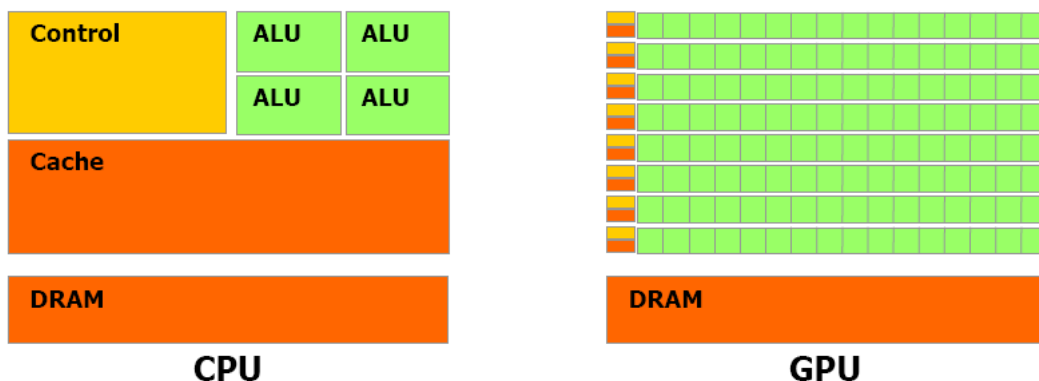 Control
ALU ALU
ALU ALU
Cache
DRAM
CPU
DRAM
GPU